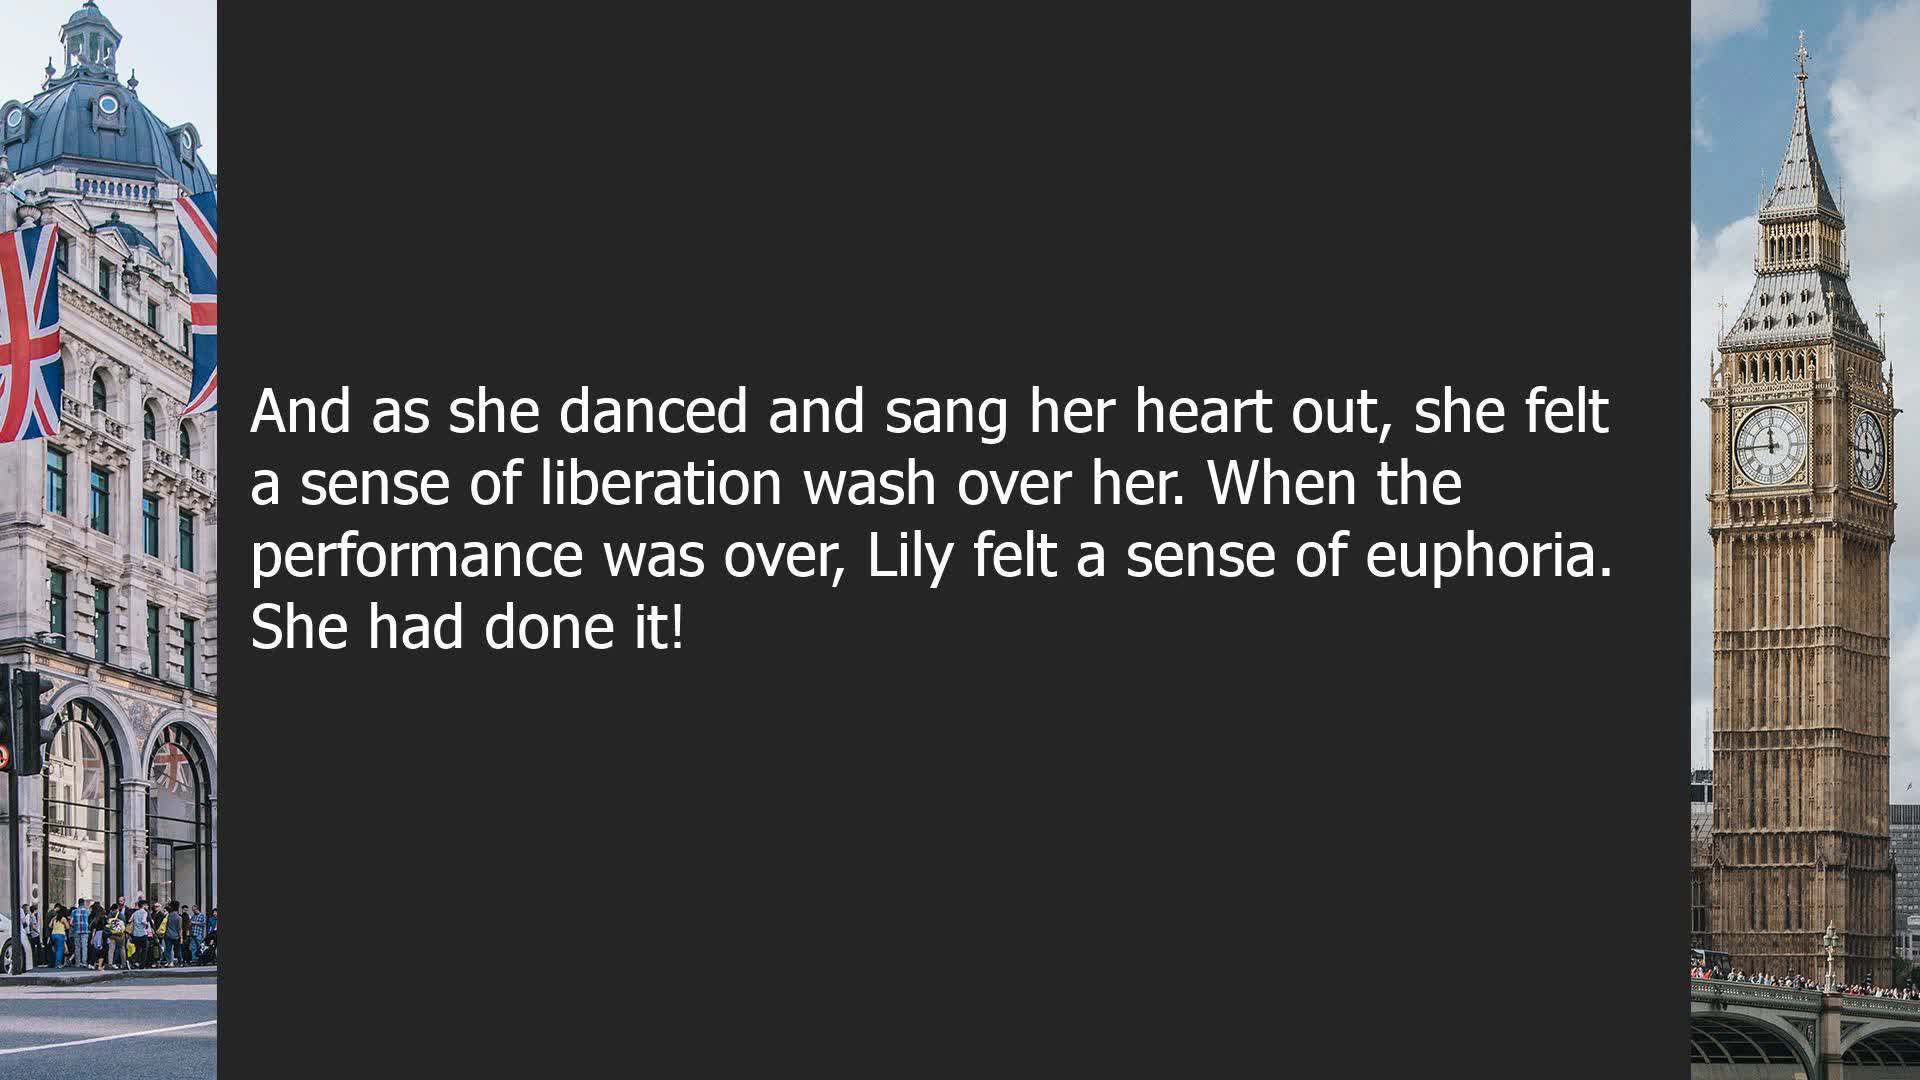 And as she danced and sang her heart out, she felt
a sense of liberation wash over her. When the
performance was over, Lily felt a sense of euphoria.
She had done it!